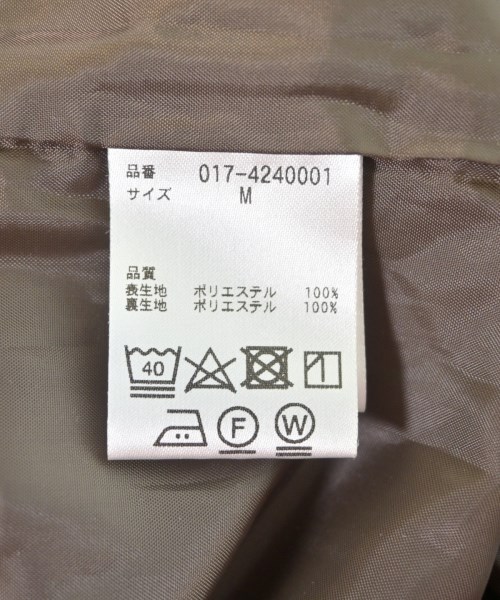 品番 017-4240001
サイズ M
品質
表生地 ポリエステル 100%
裏生地 ポリエステル 100%
40
F W